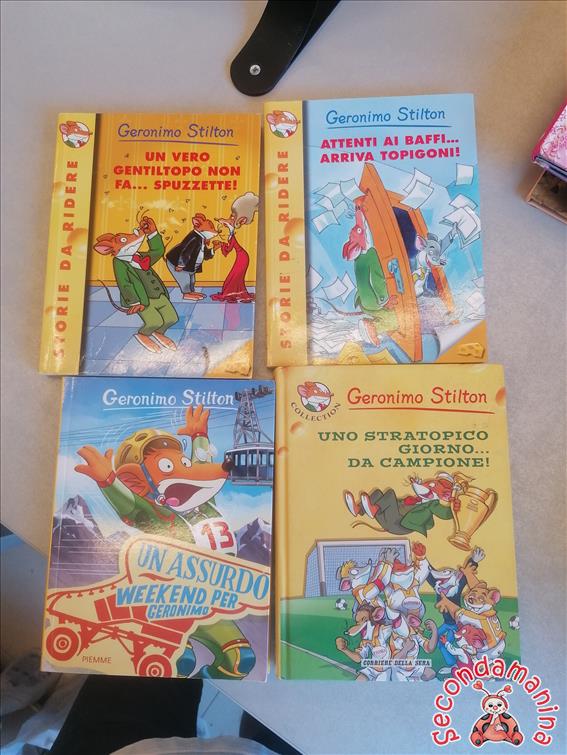 Geronimo Stilton
UN VERO
GENTILTOPO NON
FA... SPUZZETTE!
STORIE DA RIDERE
Geronimo Stilton
ATTENTI AI BAFFI...
ARRIVA TOPIGONI!
STORIE DA RIDERE
Geronimo Stilton
13
UN ASSURDO
WEEKEND PER
GERONIMO
PIEMME
COLLECTION
Geronimo Stilton
UNO STRATOPICO
GIORNO...
DA CAMPIONE!
CORRIERE DELLA SERA
Secondamanina